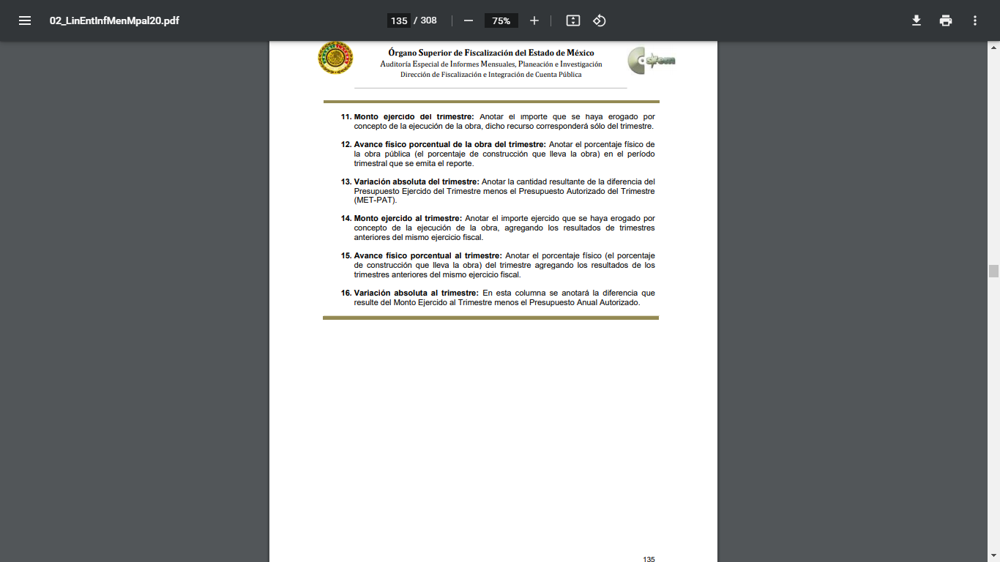 02_LinEntInfMenMpal20.pdf
135 / 308
75%
Órgano Superior de Fiscalización del Estado de México
Auditoría Especial de Informes Mensuales, Planeación e Investigación
Dirección de Fiscalización e Integración de Cuenta Pública
osfem
11. Monto ejercido del trimestre: Anotar el importe que se haya erogado por
concepto de la ejecución de la obra, dicho recurso corresponderá sólo del trimestre.
12. Avance físico porcentual de la obra del trimestre: Anotar el porcentaje físico de
la obra pública (el porcentaje de construcción que lleva la obra) en el período
trimestral que se emita el reporte.
13. Variación absoluta del trimestre: Anotar la cantidad resultante de la diferencia del
Presupuesto Ejercido del Trimestre menos el Presupuesto Autorizado del Trimestre
(MET-PAT).
14. Monto ejercido al trimestre: Anotar el importe ejercido que se haya erogado por
concepto de la ejecución de la obra, agregando los resultados de trimestres
anteriores del mismo ejercicio fiscal.
15. Avance físico porcentual al trimestre: Anotar el porcentaje físico (el porcentaje
de construcción que lleva la obra) del trimestre agregando los resultados de los
trimestres anteriores del mismo ejercicio fiscal.
16. Variación absoluta al trimestre: En esta columna se anotará la diferencia que
resulte del Monto Ejercido al Trimestre menos el Presupuesto Anual Autorizado.
135